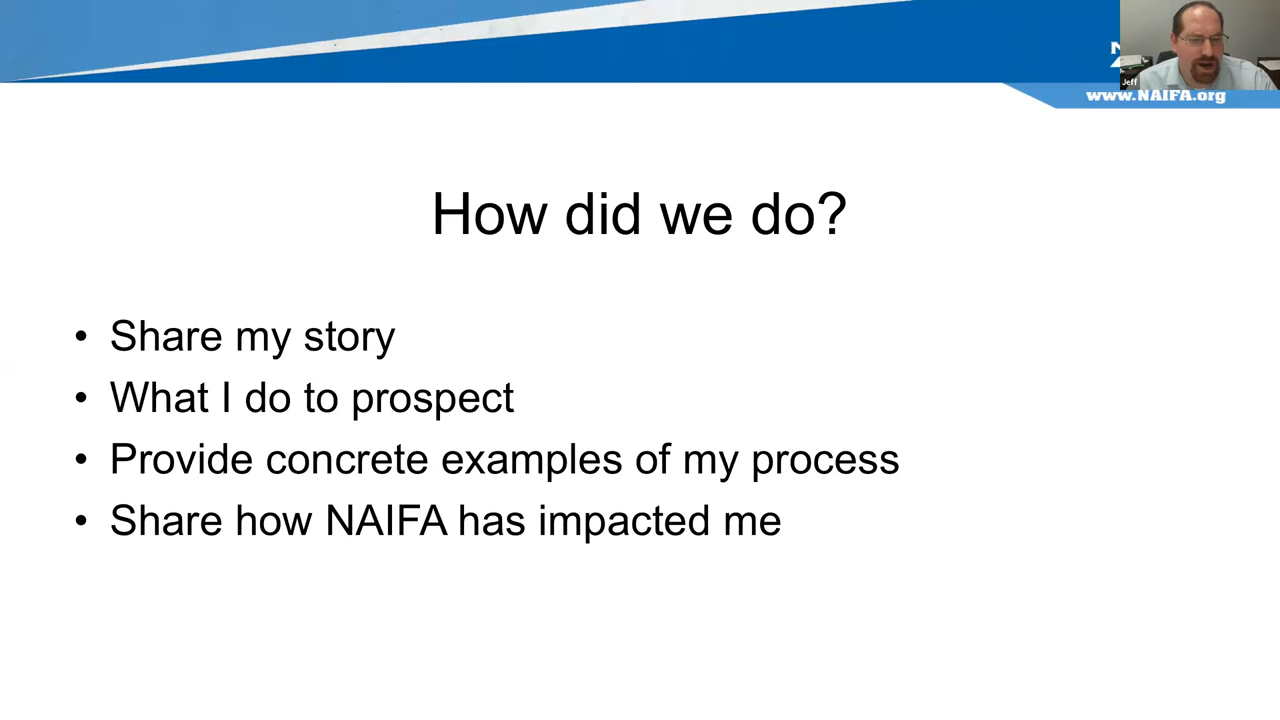 Jeff
www.NAIFA.org
How did we do?
• Share my story
• What I do to prospect
• Provide concrete examples of my process
• Share how NAIFA has impacted me